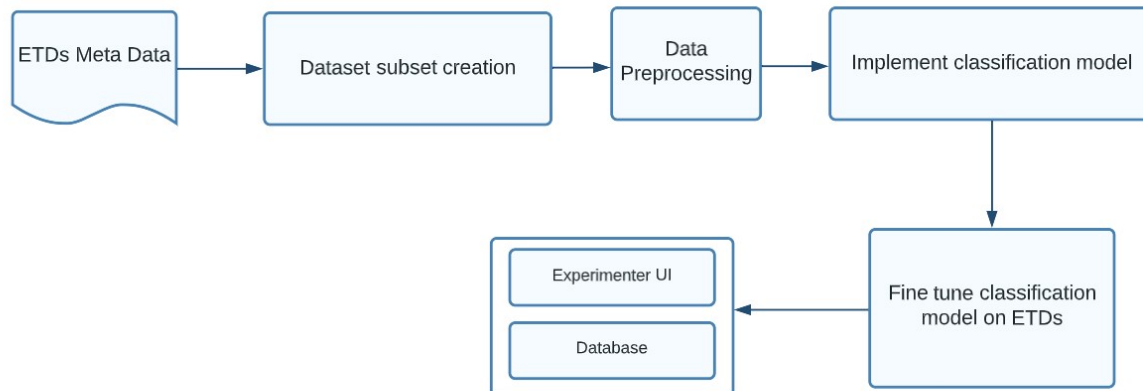 ETDs Meta Data
Dataset subset creation
Data
Preprocessing
Implement classification model
Fine tune classification
model on ETDs
Experimenter UI
Database